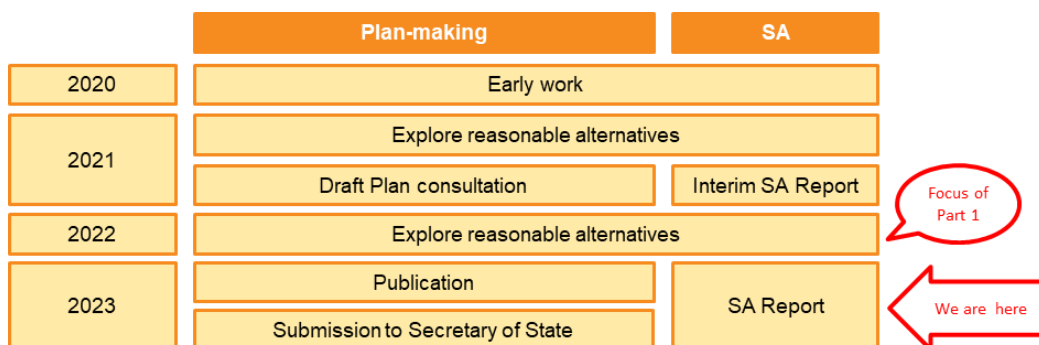 Plan-making
SA
2020
Early work
2021
Explore reasonable alternatives
Draft Plan consultation
Interim SA Report
Focus of
Part 1
2022
Explore reasonable alternatives
2023
Publication
SA Report
We are here
Submission to Secretary of State